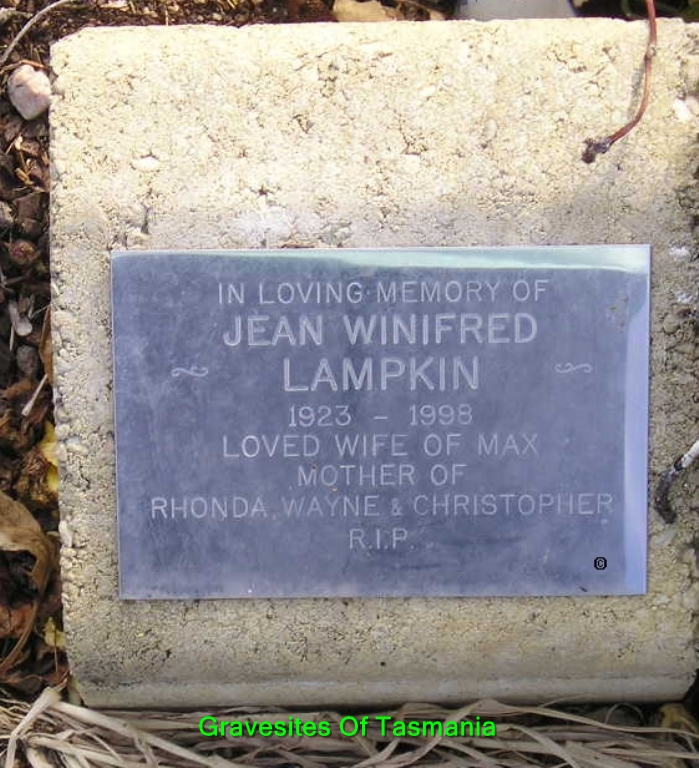 IN LOVING MEMORY OF
JEAN WINIFRED
LAMPKIN
1923 - 1998
LOVED WIFE OF MAX
MOTHER OF
RHONDA, WAYNE & CHRISTOPHER
R.I.P.
©
Gravesites Of Tasmania